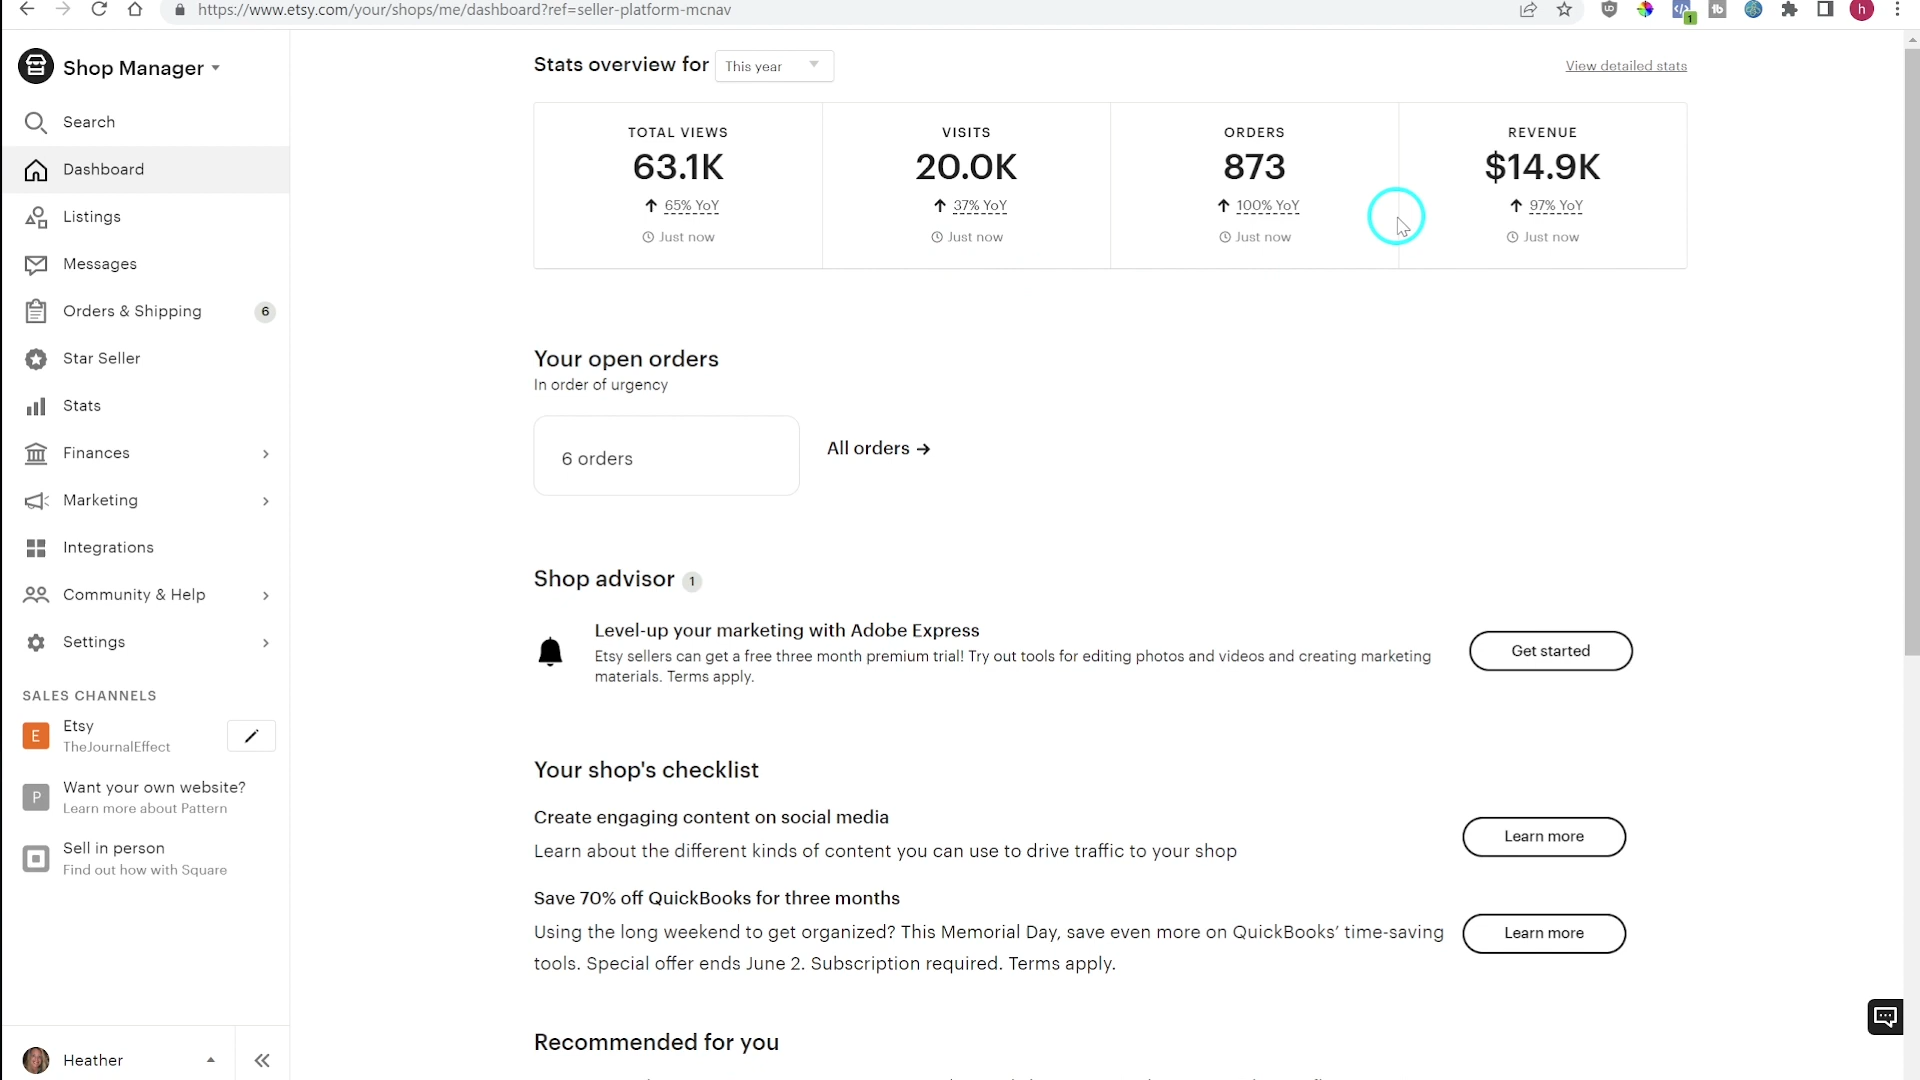 https://www.etsy.com/your/shops/me/dashboard?ref=seller-platform-mcnav
1
h
Shop Manager
Search
Dashboard
Listings
Messages
Orders & Shipping 6
Star Seller
Stats
Finances
Marketing
Integrations
Community & Help
Settings
SALES CHANNELS
E
Etsy
TheJournalEffect
P
Want your own website?
Learn more about Pattern
Sell in person
Find out how with Square
Heather
Stats overview for This year
View detailed stats
TOTAL VIEWS
63.1K
65% YoY
Just now
VISITS
20.0K
37% YoY
Just now
ORDERS
873
100% YoY
Just now
REVENUE
$14.9K
97% YoY
Just now
Your open orders
In order of urgency
6 orders
All orders →
Shop advisor 1
Level-up your marketing with Adobe Express
Etsy sellers can get a free three month premium trial! Try out tools for editing photos and videos and creating marketing
materials. Terms apply.
Get started
Your shop's checklist
Create engaging content on social media
Learn about the different kinds of content you can use to drive traffic to your shop
Learn more
Save 70% off QuickBooks for three months
Using the long weekend to get organized? This Memorial Day, save even more on QuickBooks’ time-saving
tools. Special offer ends June 2. Subscription required. Terms apply.
Learn more
Recommended for you